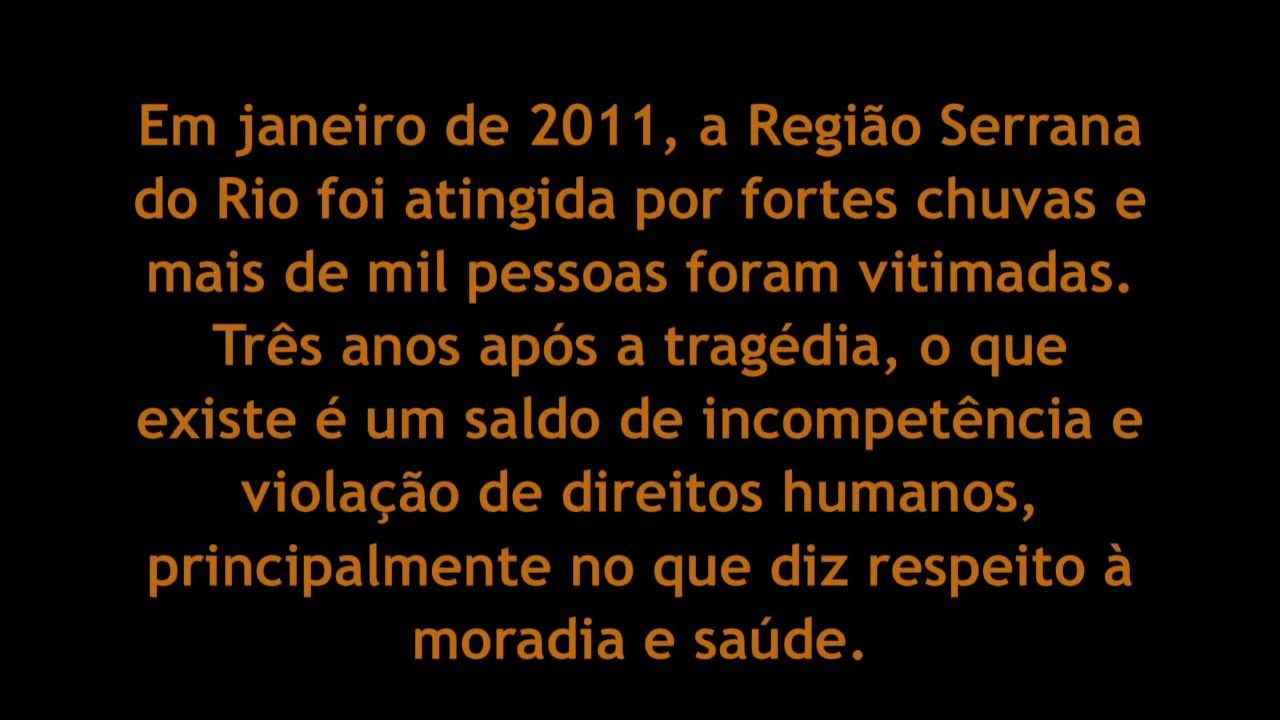 Em janeiro de 2011, a Região Serrana
do Rio foi atingida por fortes chuvas e
mais de mil pessoas foram vitimadas.
Três anos após a tragédia, o que
existe é um saldo de incompetência e
violação de direitos humanos,
principalmente no que diz respeito à
moradia e saúde.